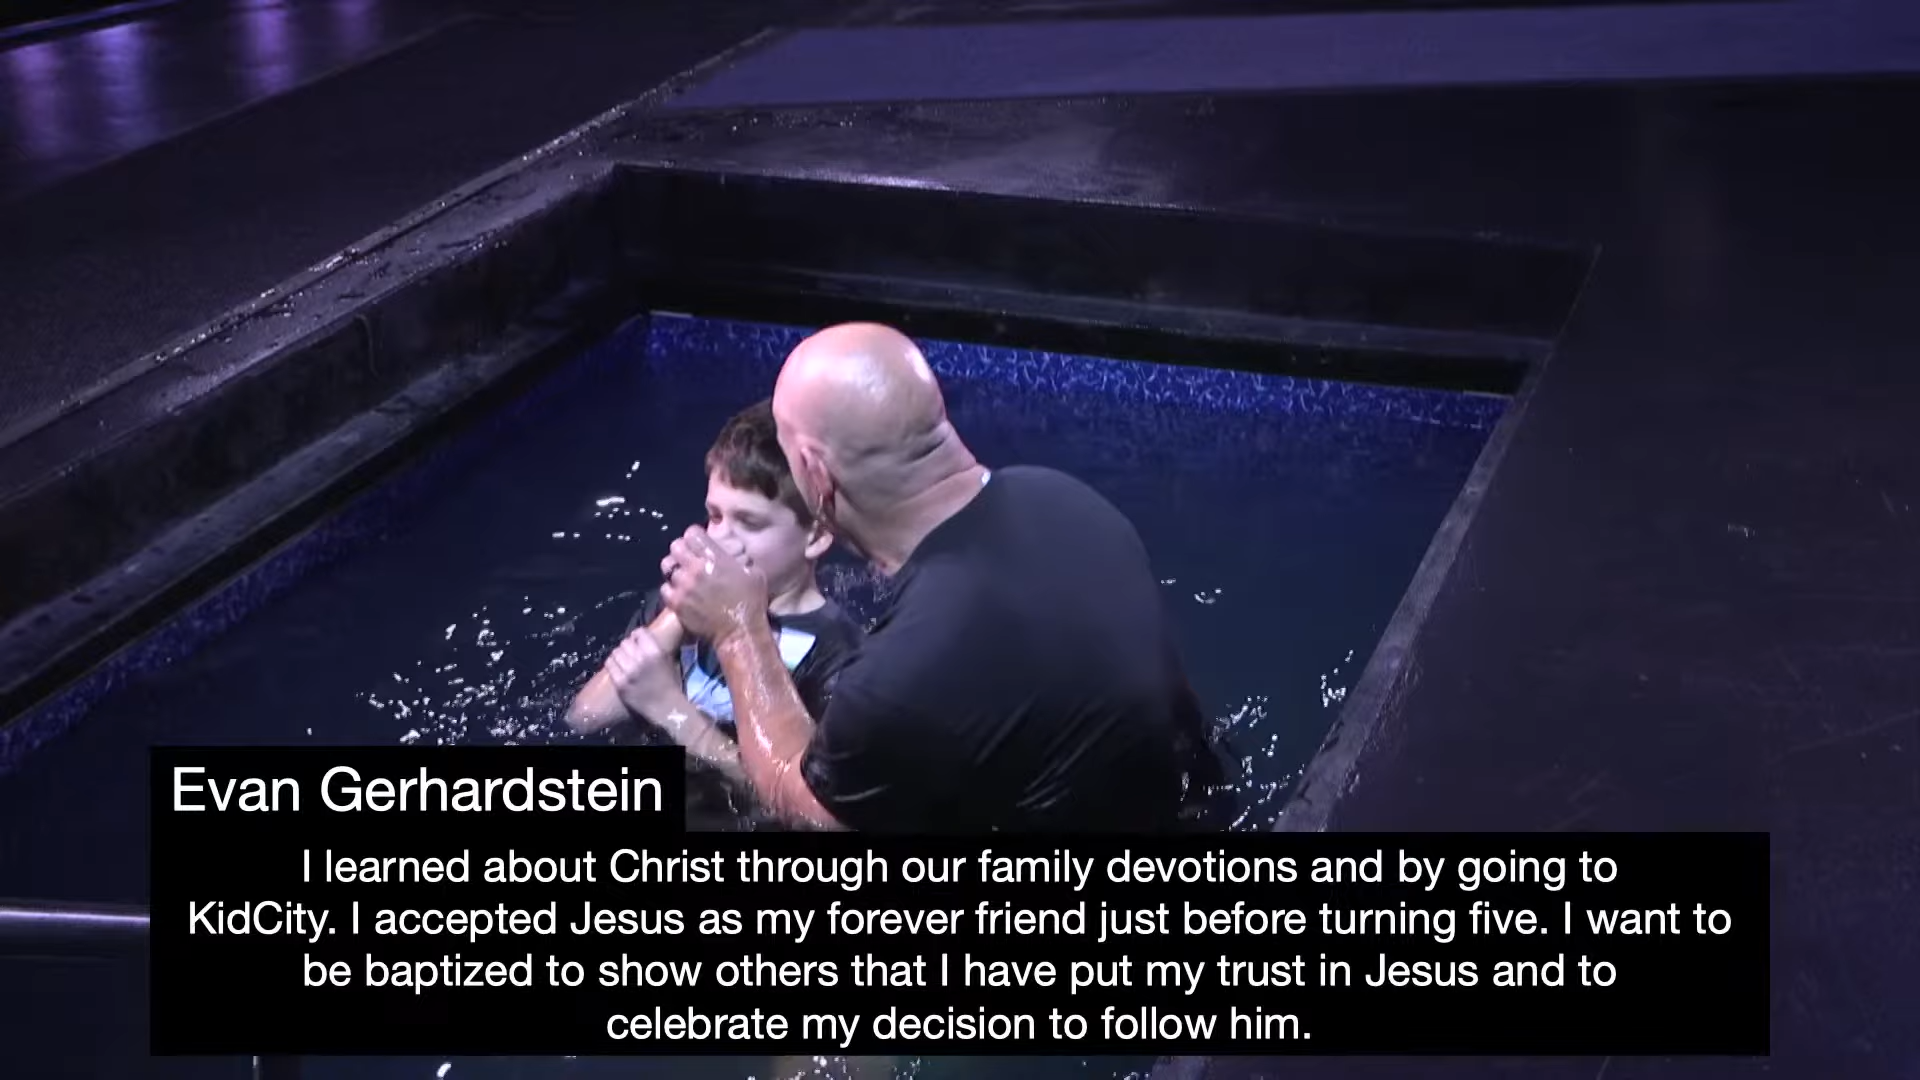 Evan Gerhardstein
I learned about Christ through our family devotions and by going to
KidCity. I accepted Jesus as my forever friend just before turning five. I want to
be baptized to show others that I have put my trust in Jesus and to
celebrate my decision to follow him.